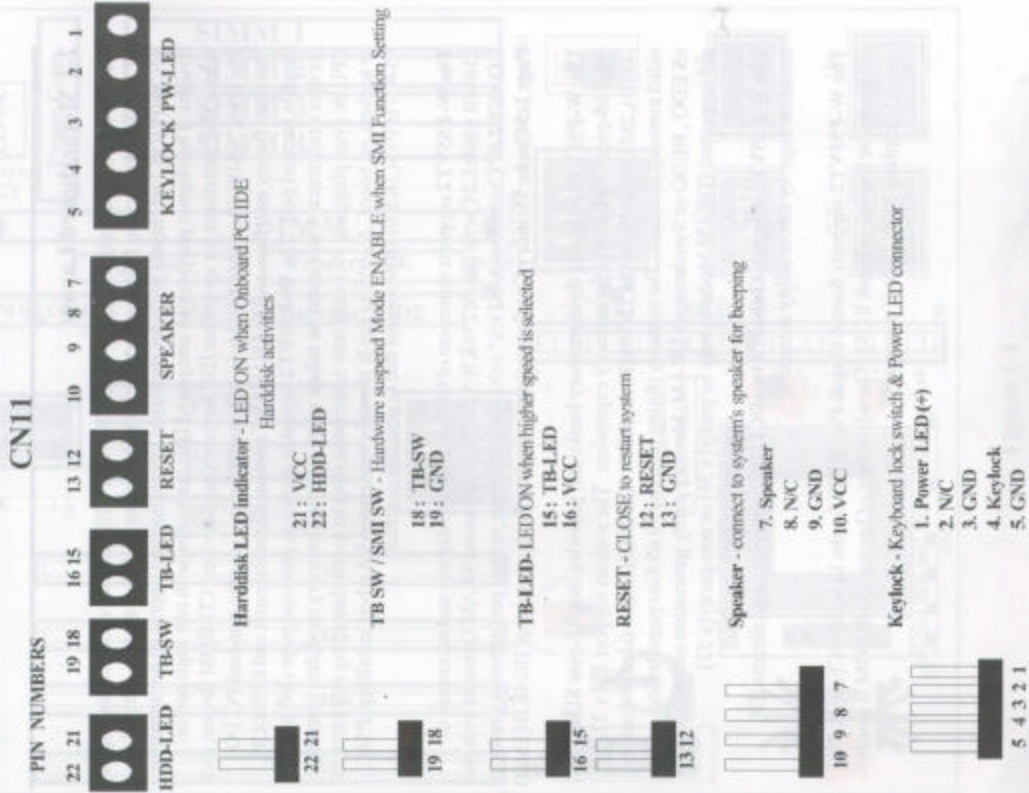 CN11
PIN NUMBERS
22 21 19 18 16 15 13 12 10 9 8 7 5 4 3 2 1
HDD-LED TB-SW TB-LED RESET SPEAKER KEYLOCK PW-LED
Harddisk LED indicator - LED ON when Onboard PCI IDE
Harddisk activities
21 : VCC
22 : HDD-LED
22 21
TB SW / SMI SW - Hardware suspend Mode ENABLE when SMI Function Setting
18 : TB-SW
19 : GND
19 18
TB-LED- LED ON when higher speed is selected
15 : TB-LED
16 : VCC
16 15
RESET - CLOSE to restart system
12 : RESET
13 : GND
13 12
Speaker - connect to system's speaker for beeping
7. Speaker
8. N/C
9. GND
10. VCC
10 9 8 7
Keylock - Keyboard lock switch & Power LED connector
1. Power LED (+)
2. N/C
3. GND
4. Keylock
5. GND
5 4 3 2 1